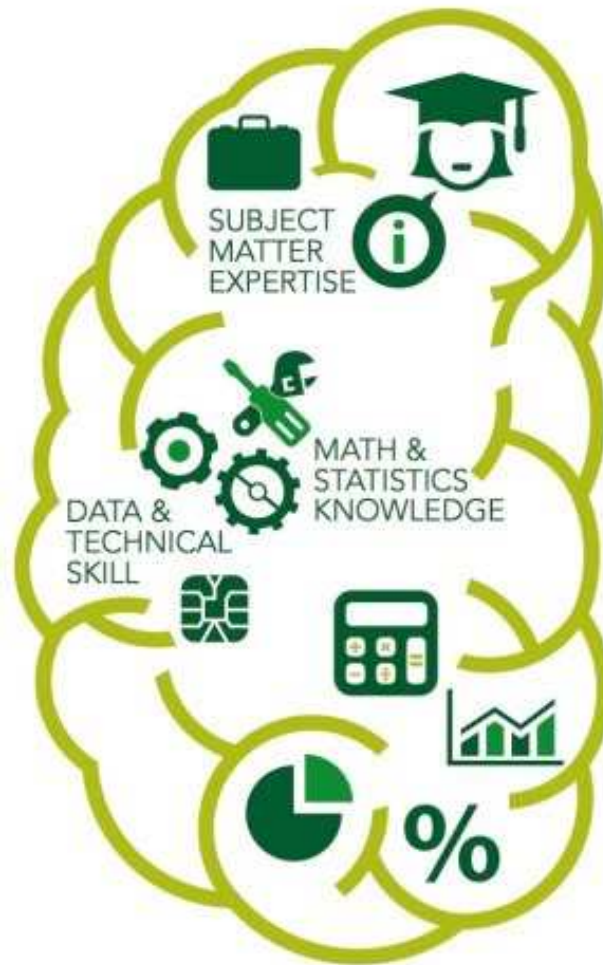 SUBJECT
MATTER
EXPERTISE
i
MATH &
STATISTICS
KNOWLEDGE
DATA &
TECHNICAL
SKILL
÷ ×
− ÷ =
%